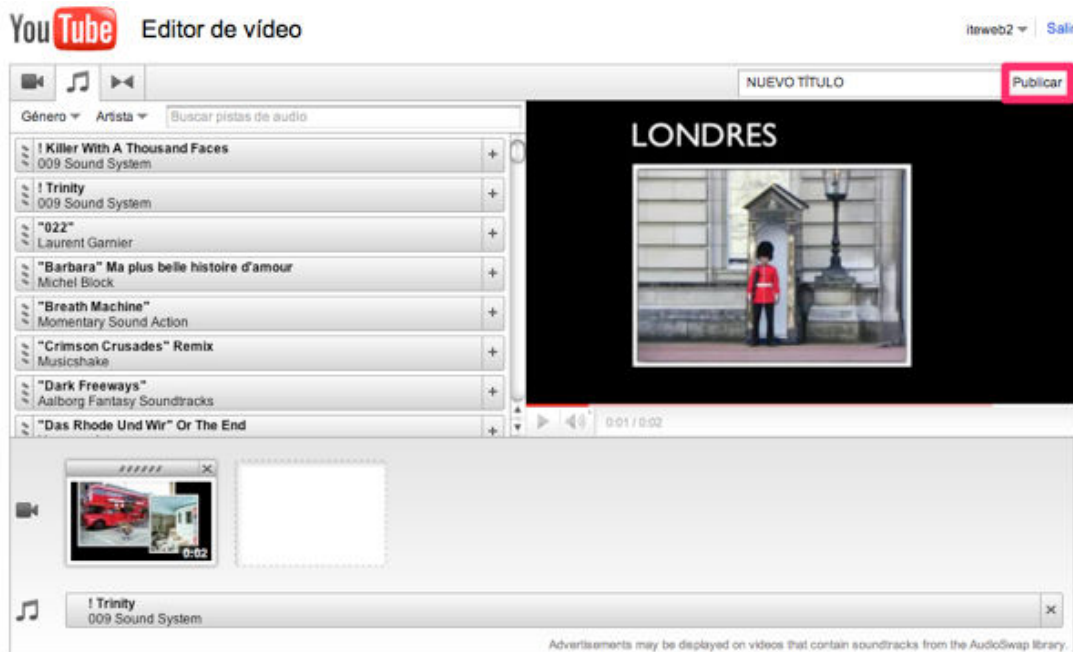 YouTube Editor de vídeo
iteweb2 Salir
NUEVO TÍTULO Publicar
Género Artista Buscar pistas de audio
! Killer With A Thousand Faces
009 Sound System
! Trinity
009 Sound System
"022"
Laurent Garnier
"Barbara" Ma plus belle histoire d'amour
Michel Block
"Breath Machine"
Momentary Sound Action
"Crimson Crusades" Remix
Musicshake
"Dark Freeways"
Aalborg Fantasy Soundtracks
"Das Rhode Und Wir" Or The End
LONDRES
0:01 / 0:02
0:02
! Trinity
009 Sound System
Advertisements may be displayed on videos that contain soundtracks from the AudioSwap library.